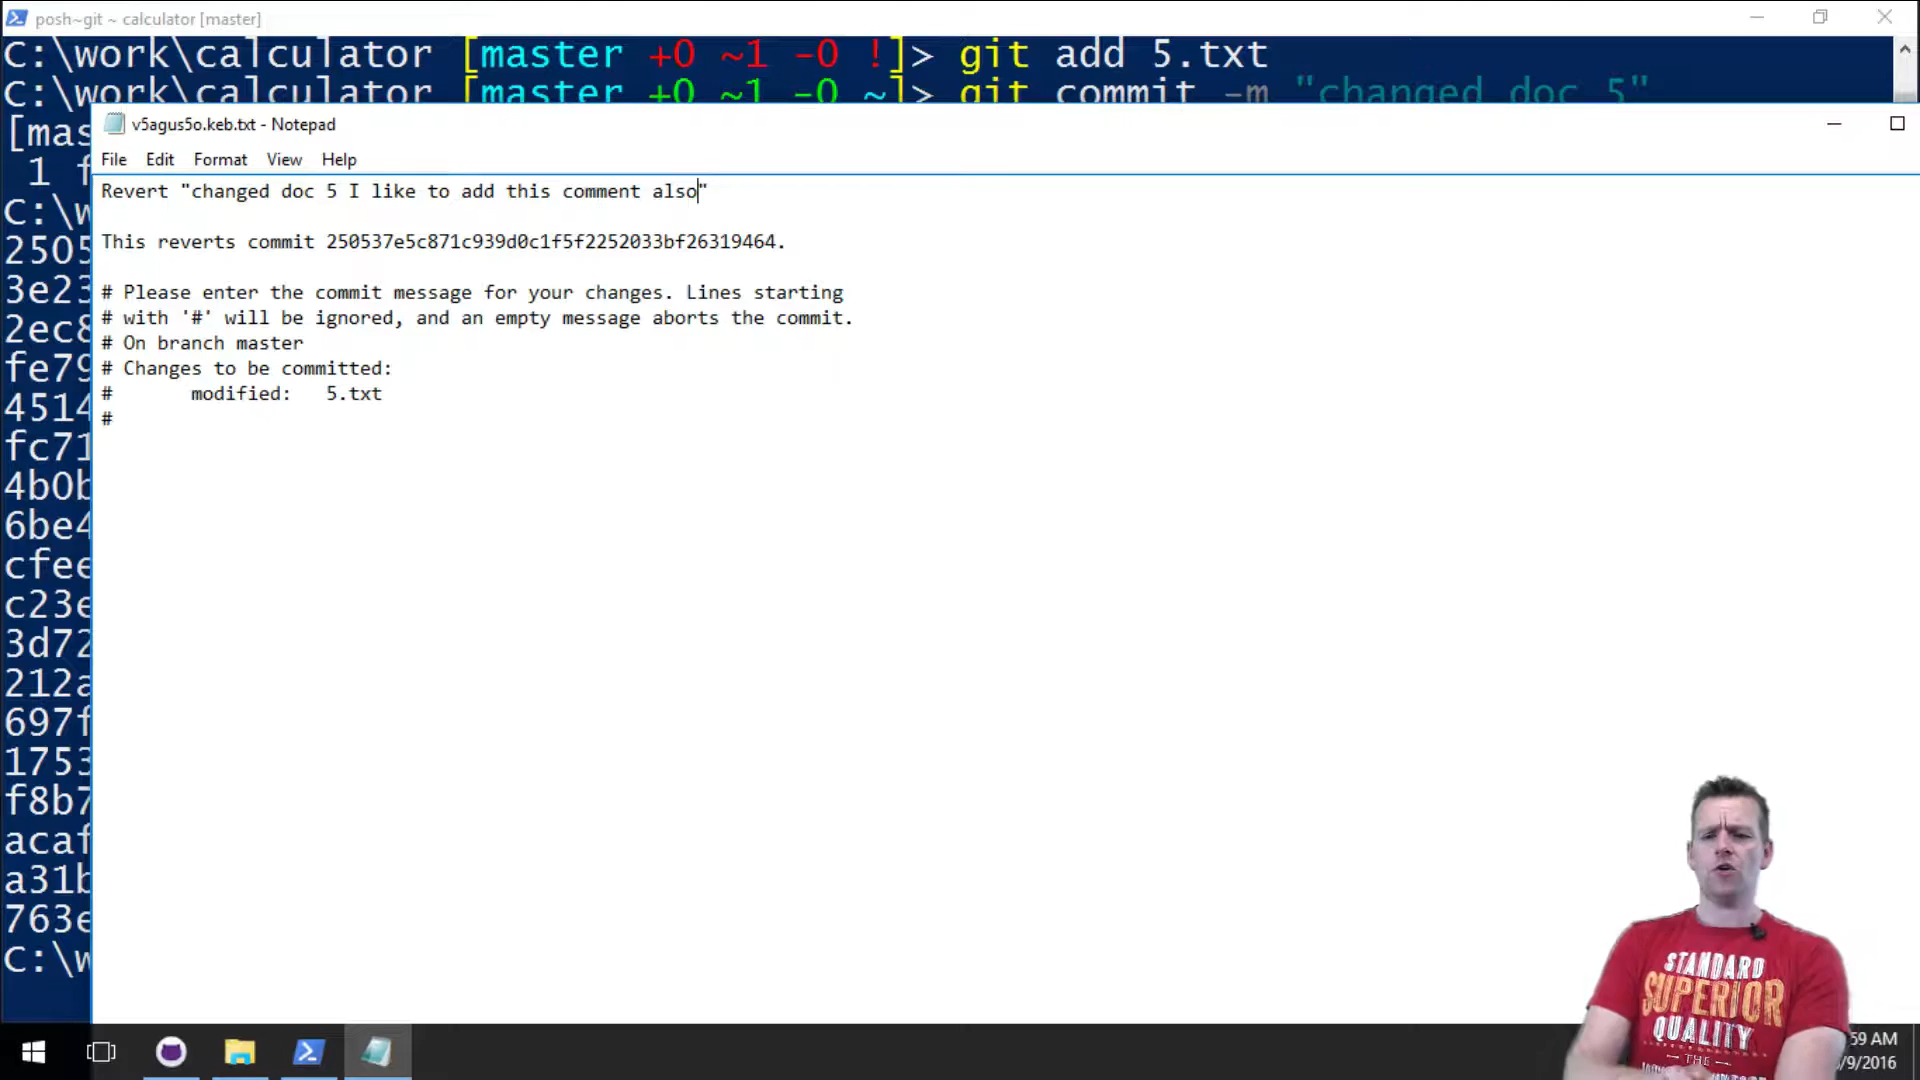 posh~git ~ calculator [master]
C:\work\calculator [master +0 ~1 -0 !]> git add 5.txt
C:\work\calculator [master +0 ~1 -0 ~]> git commit -m "changed doc 5"
[mas
v5agus5o.keb.txt - Notepad
1 f
File Edit Format View Help
Revert "changed doc 5 I like to add this comment also"
C:\w
This reverts commit 250537e5c871c939d0c1f5f2252033bf26319464.
2505
3e23
# Please enter the commit message for your changes. Lines starting
# with '#' will be ignored, and an empty message aborts the commit.
2ec8
# On branch master
fe79
# Changes to be committed:
# modified: 5.txt
4514
#
fc71
4b0b
6be4
cfee
c23e
3d72
212a
697f
1753
f8b7
acaf
a31b
763e
C:\w
STANDARD
SUPERIOR
QUALITY
THE
59 AM
/9/2016